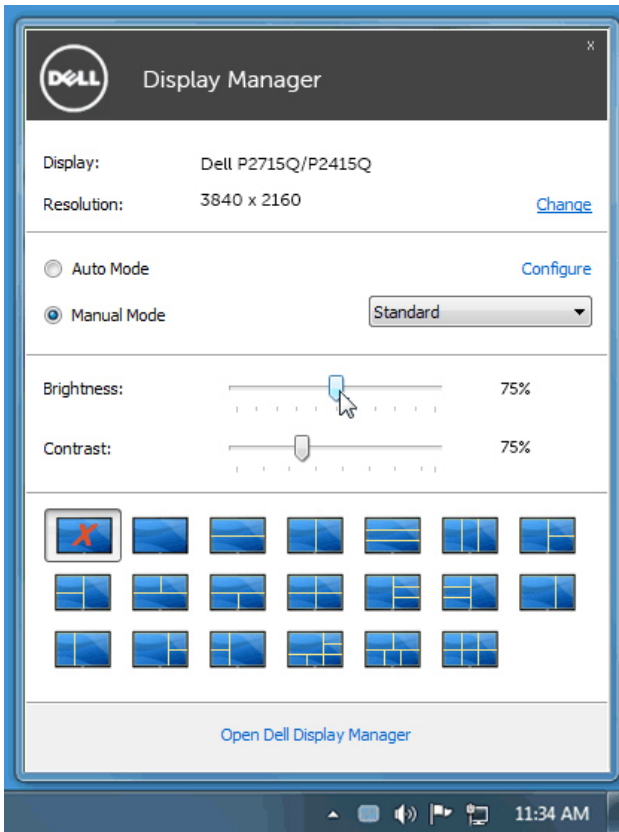 x
DELL
Display Manager
Display: Dell P2715Q/P2415Q
Resolution: 3840 x 2160 Change
Auto Mode Configure
Manual Mode Standard
Brightness: 75%
Contrast: 75%
X
Open Dell Display Manager
11:34 AM